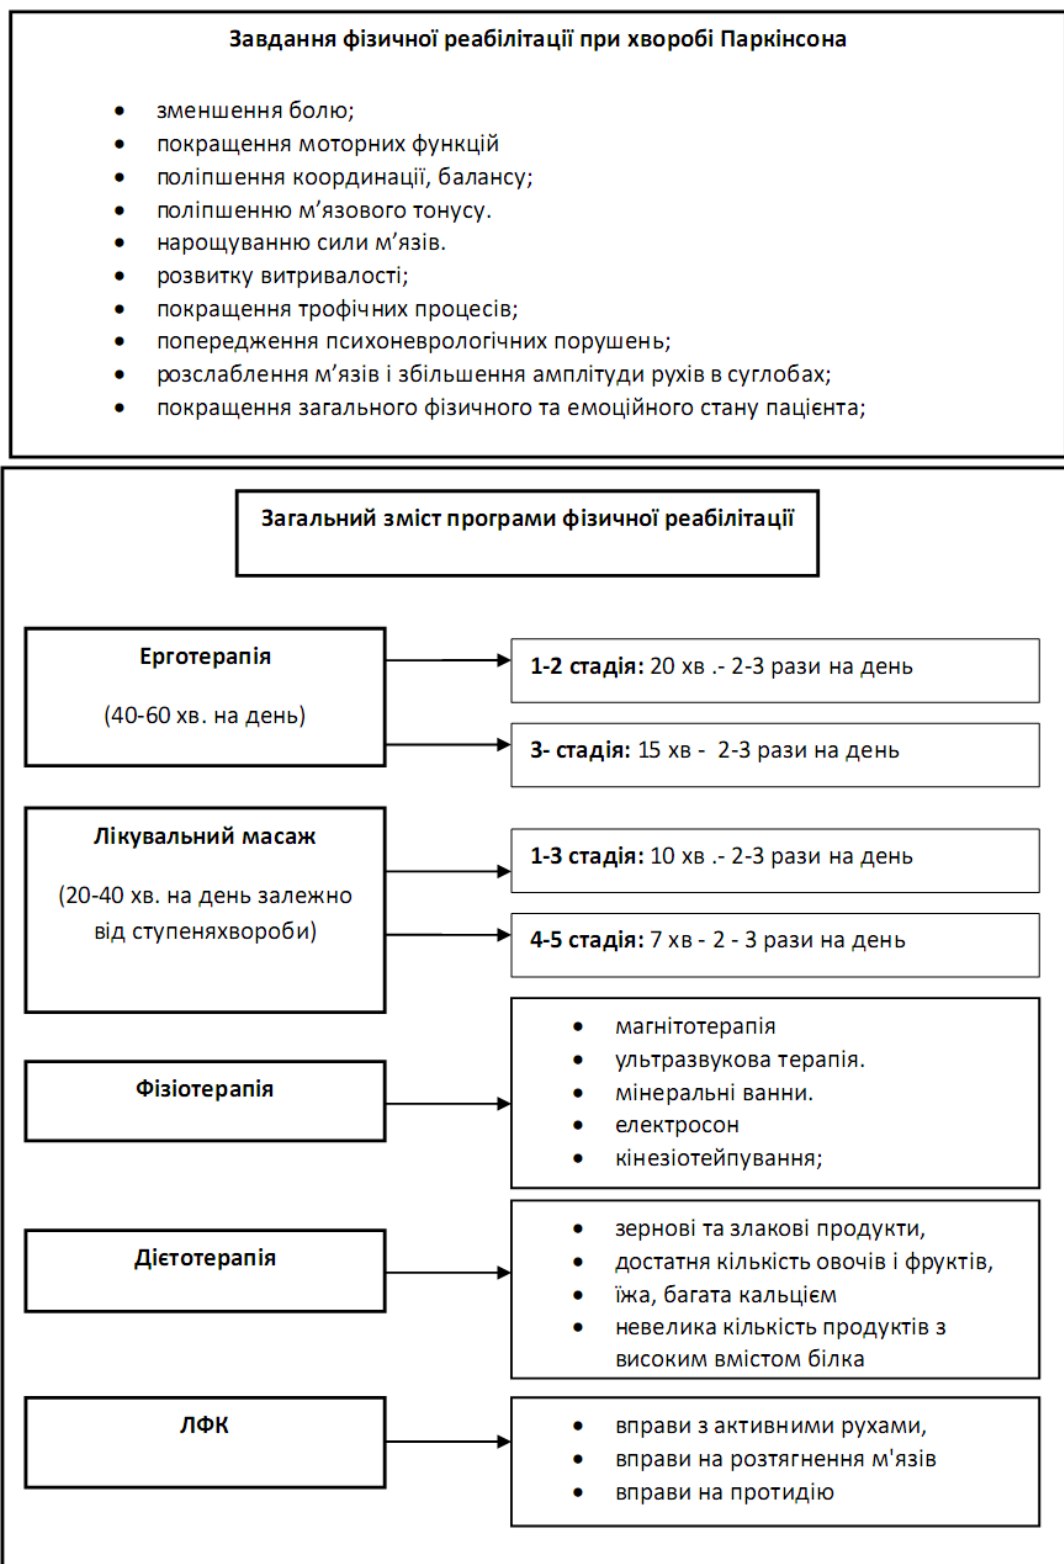 Завдання фізичної реабілітації при хворобі Паркінсона
• зменшення болю;
• покращення моторних функцій
• поліпшення координації, балансу;
• поліпшенню м’язового тонусу.
• нарощуванню сили м’язів.
• розвитку витривалості;
• покращення трофічних процесів;
• попередження психоневрологічних порушень;
• розслаблення м’язів і збільшення амплітуди рухів в суглобах;
• покращення загального фізичного та емоційного стану пацієнта;
Загальний зміст програми фізичної реабілітації
Ерготерапія
(40-60 хв. на день)
1-2 стадія: 20 хв .- 2-3 рази на день
3- стадія: 15 хв - 2-3 рази на день
Лікувальний масаж
(20-40 хв. на день залежно
від ступеняхвороби)
1-3 стадія: 10 хв .- 2-3 рази на день
4-5 стадія: 7 хв - 2 - 3 рази на день
Фізіотерапія
• магнітотерапія
• ультразвукова терапія.
• мінеральні ванни.
• електросон
• кінезіотейпування;
Дієтотерапія
• зернові та злакові продукти,
• достатня кількість овочів і фруктів,
• їжа, багата кальцієм
• невелика кількість продуктів з
високим вмістом білка
ЛФК
• вправи з активними рухами,
• вправи на розтягнення м'язів
• вправи на протидію